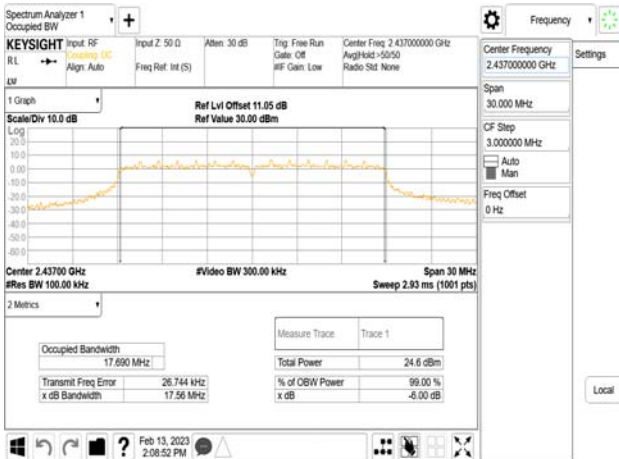 Spectrum Analyzer 1
Occupied BW
+
Frequency
KEYSIGHT
Input: RF
Coupling: DC
Align: Auto
Input Z: 50 Ω
Freq Ref: Int (S)
Atten: 30 dB
Trig: Free Run
Gate: Off
#IF Gain: Low
Center Freq: 2.437000000 GHz
Avg|Hold:>50/50
Radio Std: None
RL
LXI
Center Frequency
2.437000000 GHz
Settings
Span
30.000 MHz
CF Step
3.000000 MHz
Auto
Man
Freq Offset
0 Hz
Local
1 Graph
Scale/Div 10.0 dB
Ref Lvl Offset 11.05 dB
Ref Value 30.00 dBm
Log
20.0
10.0
0.00
-10.0
-20.0
-30.0
-40.0
-50.0
-60.0
Center 2.43700 GHz
#Video BW 300.00 kHz
Span 30 MHz
#Res BW 100.00 kHz
Sweep 2.93 ms (1001 pts)
2 Metrics
Measure Trace Trace 1
Occupied Bandwidth
17.690 MHz
Total Power 24.6 dBm
Transmit Freq Error 26.744 kHz
% of OBW Power 99.00 %
x dB Bandwidth 17.56 MHz
x dB -6.00 dB
?
Feb 13, 2023
2:08:52 PM